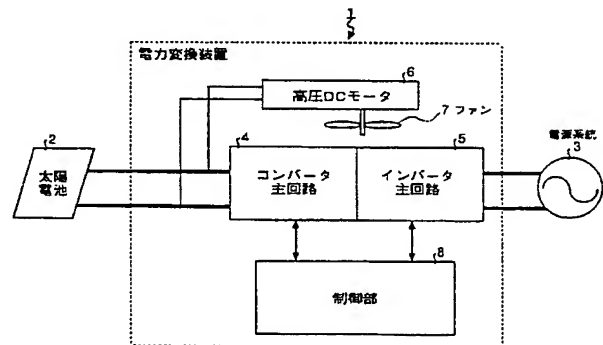 1
電力変換装置
6
高圧DCモータ
7 ファン
2
太陽
電池
4
コンバータ
主回路
5
インバータ
主回路
電源系統
3
8
制御部